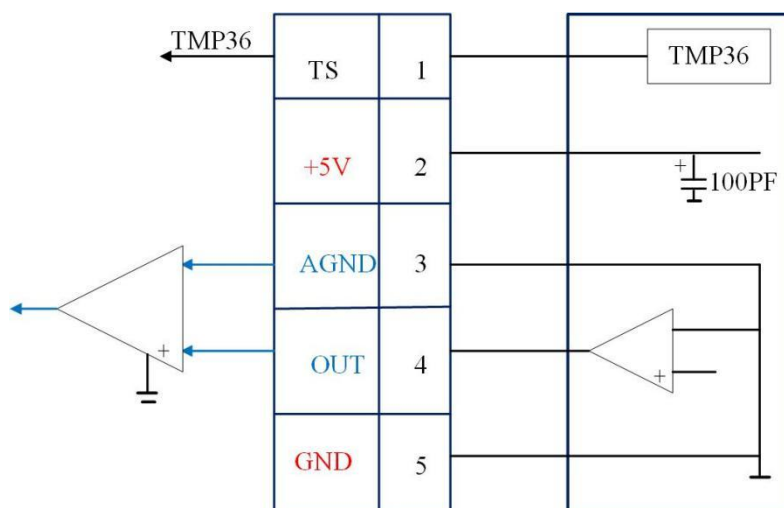 TMP36
TS 1 TMP36
+5V 2 + 100PF
AGND 3
+ OUT 4 +
GND 5